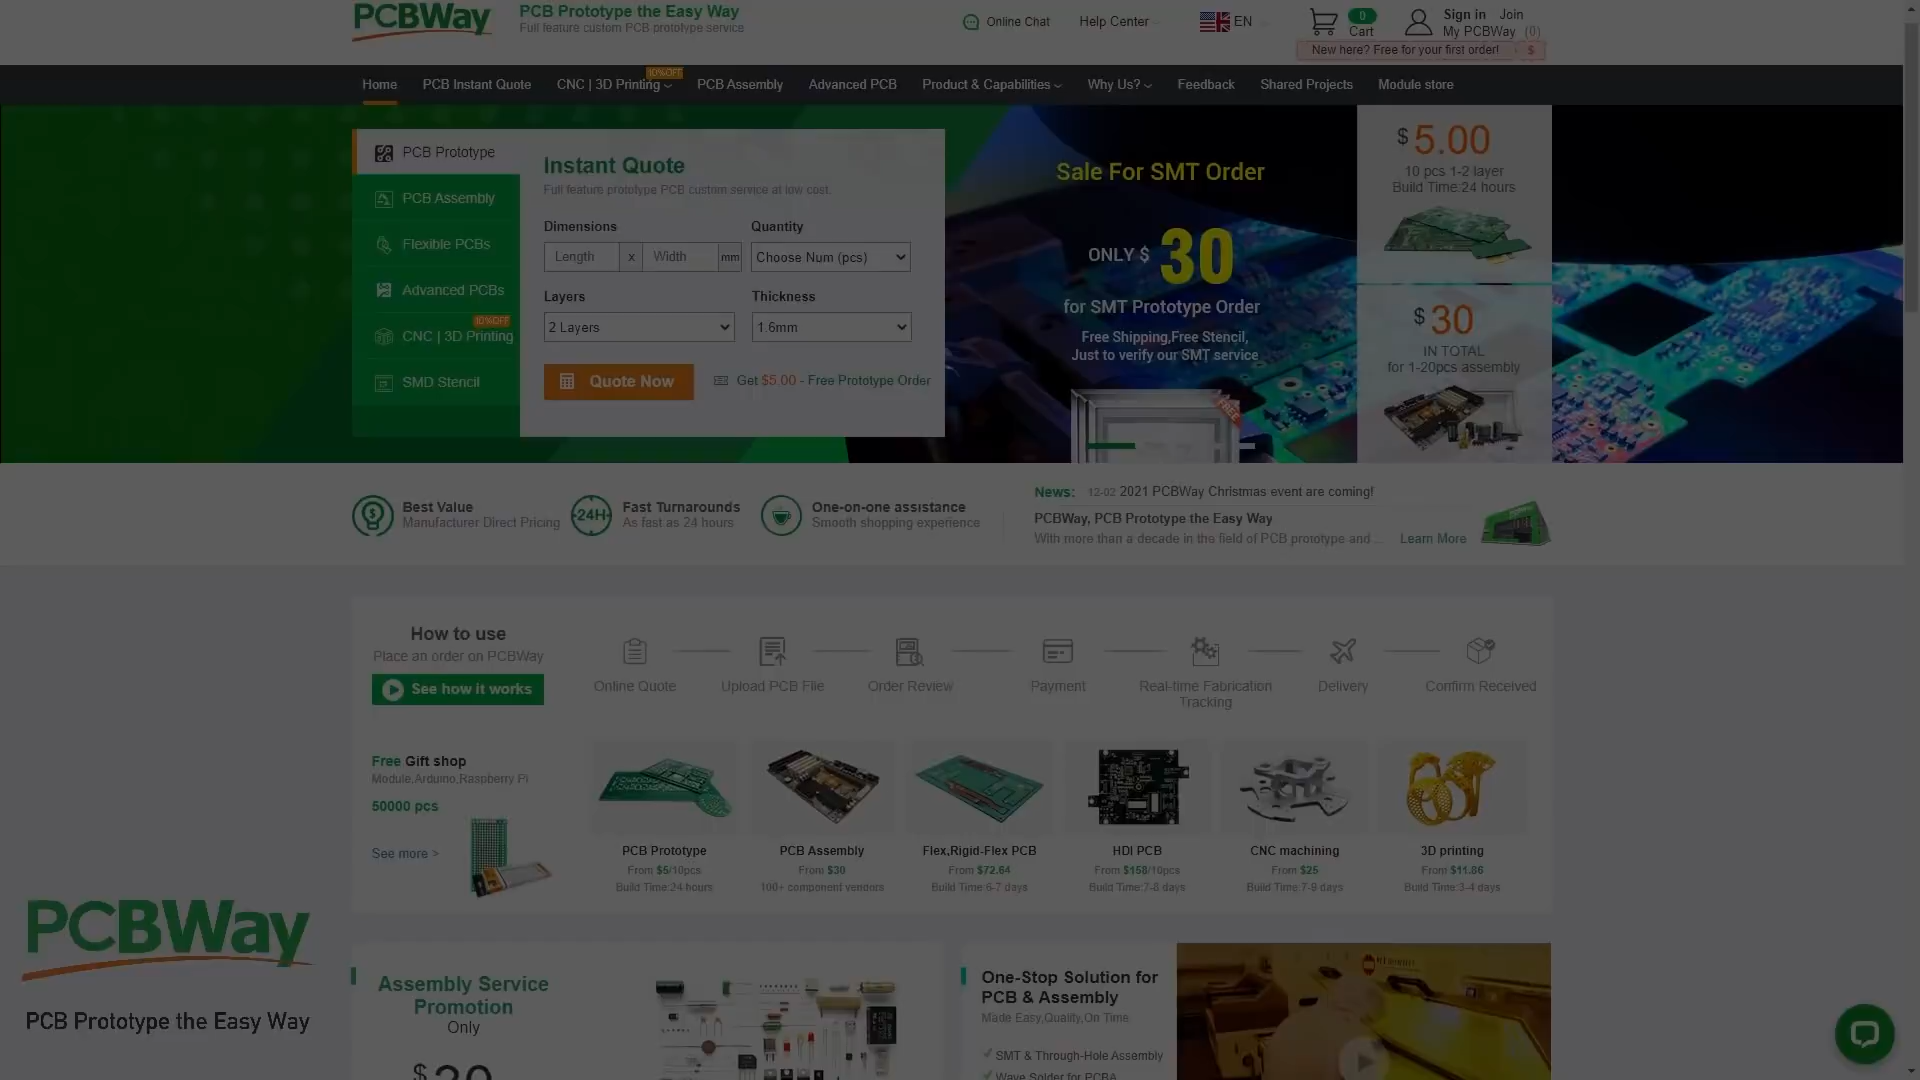 PCBWay
PCB Prototype the Easy Way
Full feature custom PCB prototype service
Online Chat
Help Center
EN
0
Cart
Sign in Join
My PCBWay (0)
New here? Free for your first order! $
Home
PCB Instant Quote
CNC | 3D Printing
10%OFF
PCB Assembly
Advanced PCB
Product & Capabilities
Why Us?
Feedback
Shared Projects
Module store
PCB Prototype
PCB Assembly
Flexible PCBs
Advanced PCBs
10%OFF
CNC | 3D Printing
SMD Stencil
Instant Quote
Full feature prototype PCB custom service at low cost.
Dimensions
Quantity
Length x Width mm
Choose Num (pcs)
Layers
Thickness
2 Layers
1.6mm
Quote Now
Get $5.00 - Free Prototype Order
Sale For SMT Order
ONLY $ 30
for SMT Prototype Order
Free Shipping,Free Stencil,
Just to verify our SMT service
FREE
$ 5.00
10 pcs 1-2 layer
Build Time:24 hours
$ 30
IN TOTAL
for 1-20pcs assembly
Best Value
Manufacturer Direct Pricing
24H
Fast Turnarounds
As fast as 24 hours
One-on-one assistance
Smooth shopping experience
News: 12-02 2021 PCBWay Christmas event are coming!
PCBWay, PCB Prototype the Easy Way
With more than a decade in the field of PCB prototype and ...
Learn More
How to use
Place an order on PCBWay
See how it works
Online Quote
Upload PCB File
Order Review
Payment
Real-time Fabrication
Tracking
Delivery
Confirm Received
Free Gift shop
Module,Arduino,Raspberry Pi
50000 pcs
See more >
PCB Prototype
From $5/10pcs
Build Time:24 hours
PCB Assembly
From $30
100+ component vendors
Flex,Rigid-Flex PCB
From $72.64
Build Time:6-7 days
HDI PCB
From $158/10pcs
Build Time:7-8 days
CNC machining
From $25
Build Time:7-9 days
3D printing
From $11.86
Build Time:3-4 days
PCBWay
PCB Prototype the Easy Way
Assembly Service
Promotion
Only
$30
One-Stop Solution for
PCB & Assembly
Made Easy,Quality,On Time
SMT & Through-Hole Assembly
Wave Solder for PCBA